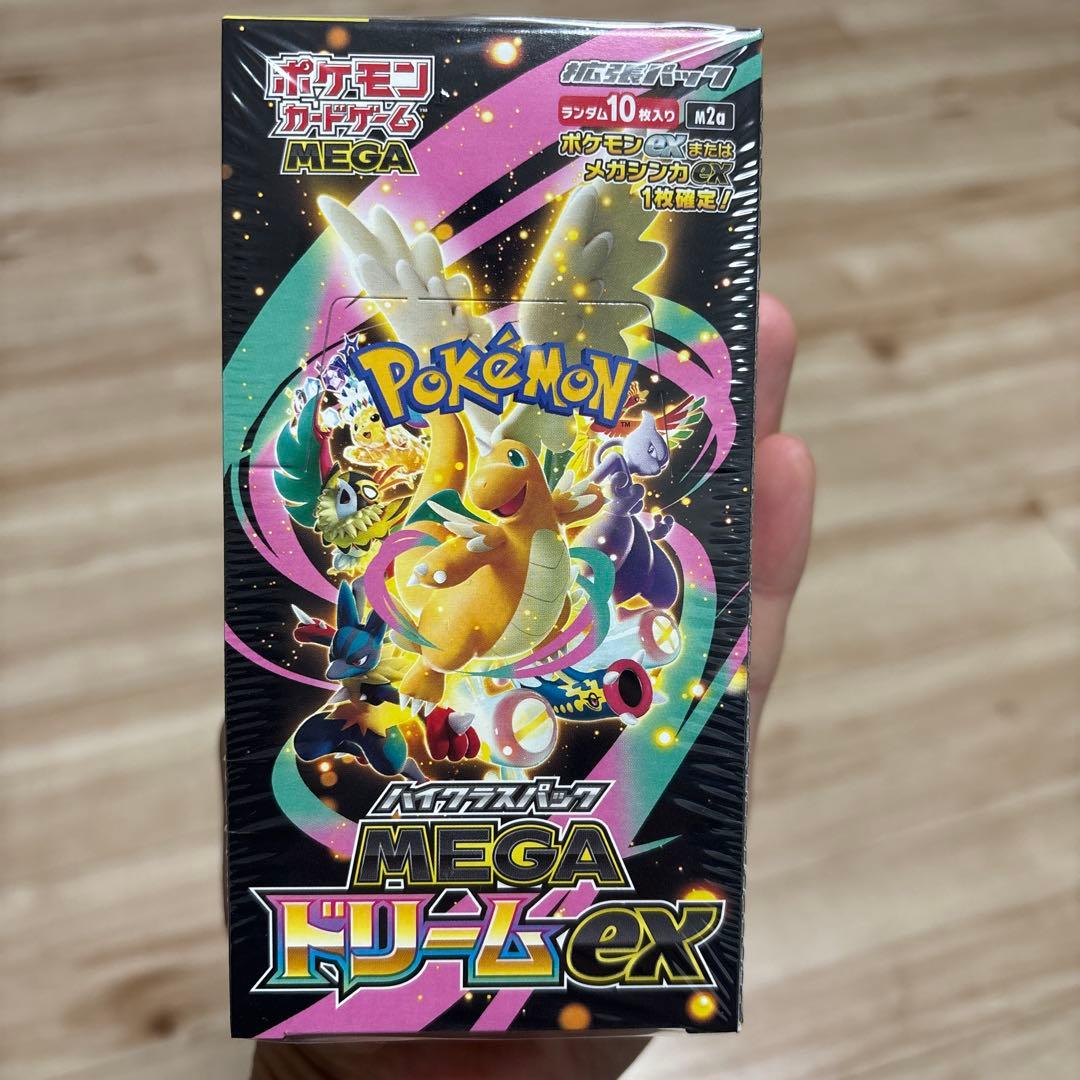 ポケモン
カードゲーム™
MEGA
拡張パック
ランダム10枚入り
M2a
ポケモンexまたは
メガシンカex
1枚確定!
POKÉMON™
ハイクラスパック
MEGA
ドリームex